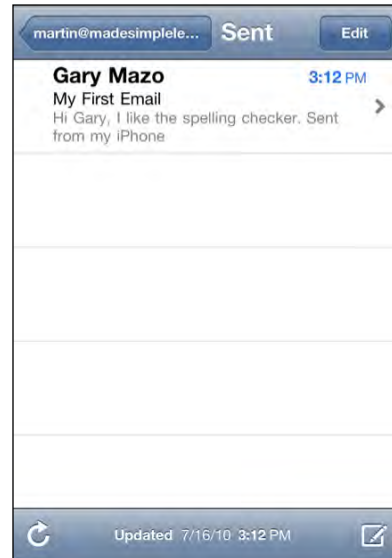 martin@madesimplele...
Sent
Edit
Gary Mazo
3:12 PM
My First Email
Hi Gary, I like the spelling checker. Sent
from my iPhone
Updated 7/16/10 3:12 PM